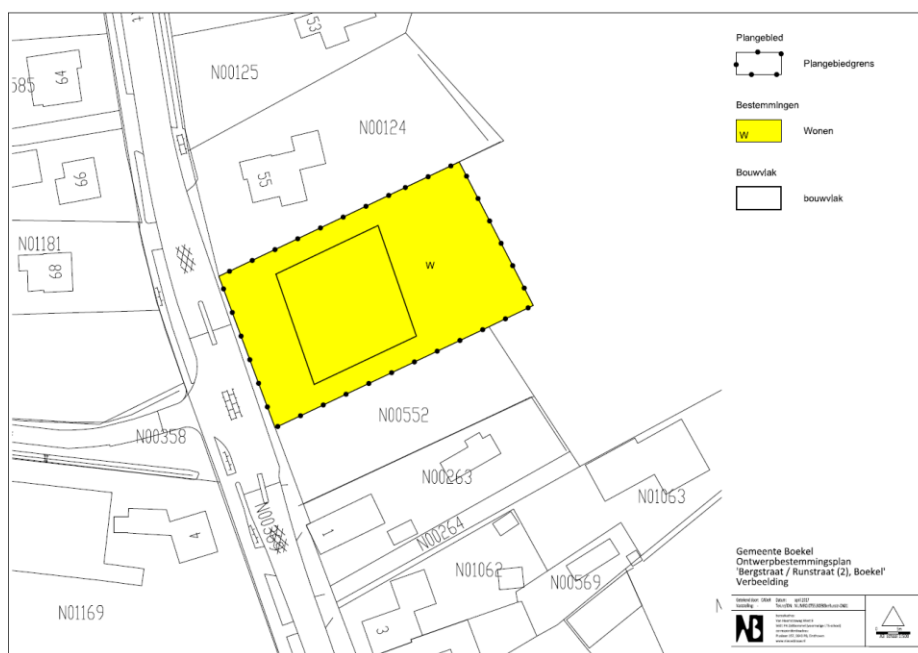 53
64
N00125
66
N00124
55
N01181
68
W
N00358
N00552
N00263
N00264
N01063
N01062
N00569
1
4
3
N01169
Plangebied
Plangebiedgrens
Bestemmingen
W
Wonen
Bouwvlak
bouwvlak
Gemeente Boekel
Ontwerpbestemmingsplan
'Bergstraat / Runstraat (2), Boekel'
Verbeelding
NB